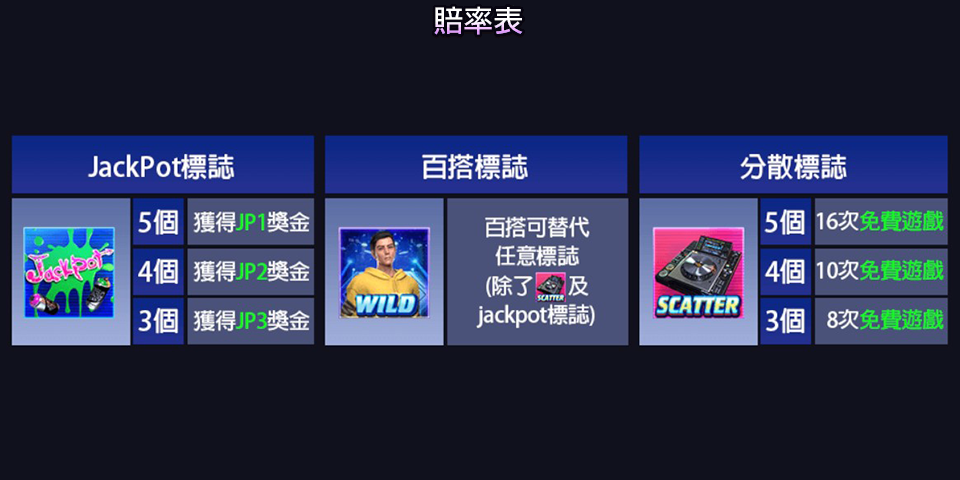 賠率表
JackPot標誌
Jackpot
5個 獲得JP1獎金
4個 獲得JP2獎金
3個 獲得JP3獎金
百搭標誌
WILD
百搭可替代
任意標誌
(除了 SCATTER 及
jackpot標誌)
分散標誌
SCATTER
5個 16次免費遊戲
4個 10次免費遊戲
3個 8次免費遊戲